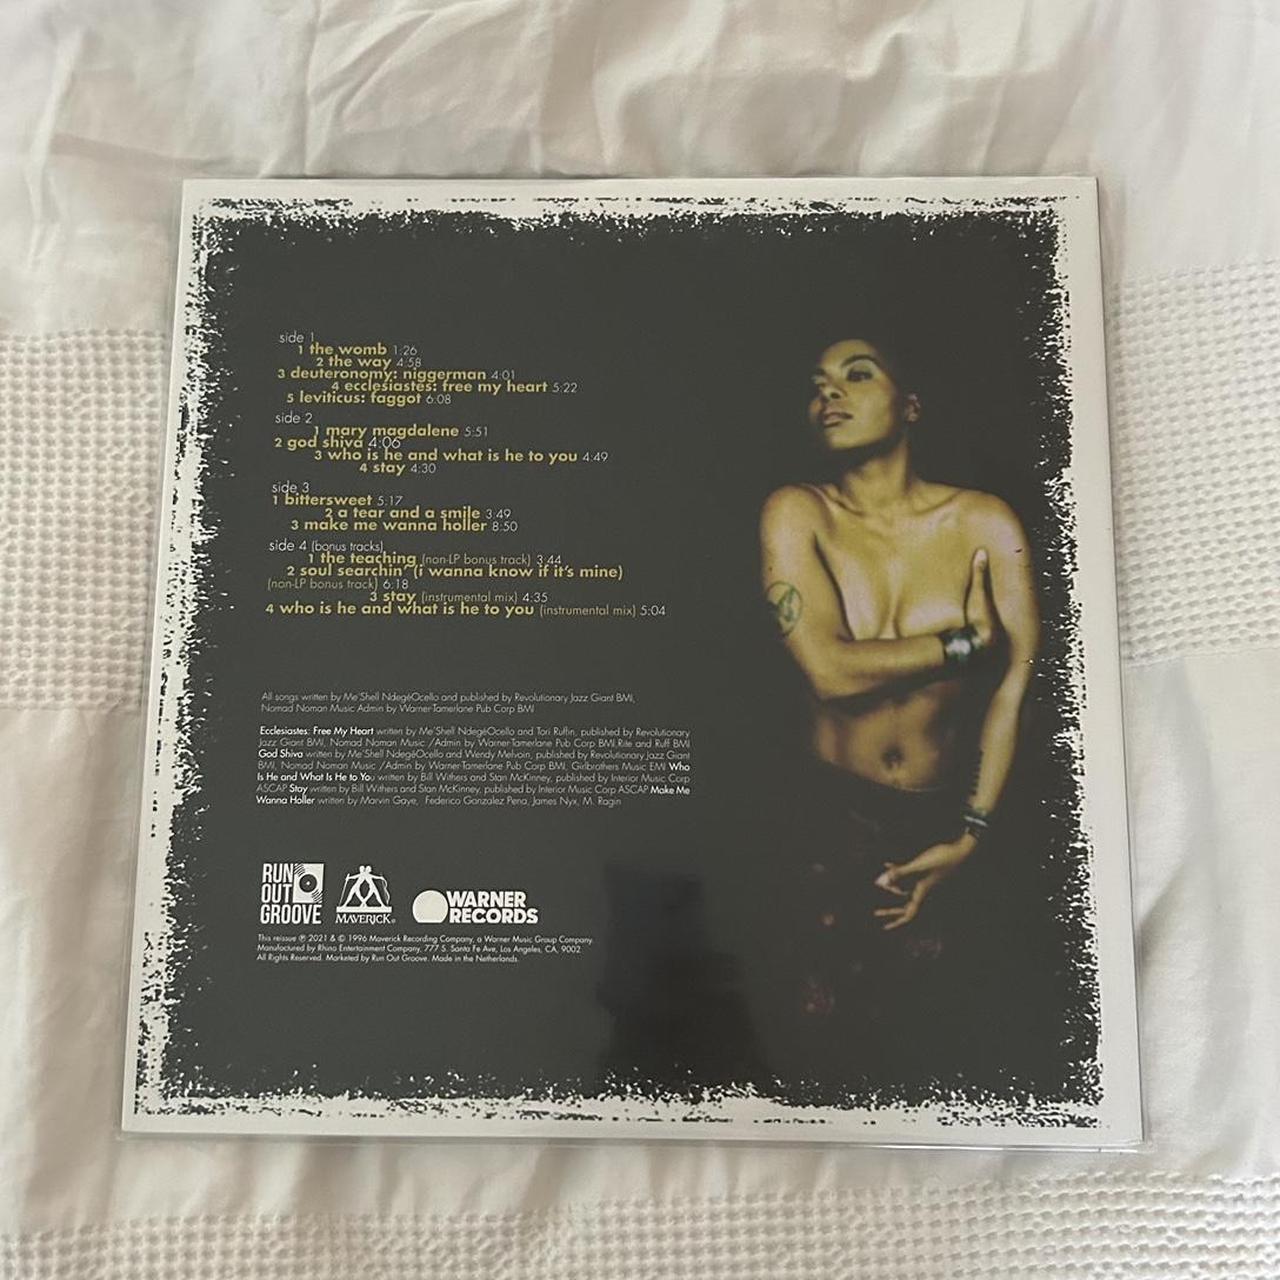 side 1
1 the womb 1:26
2 the way 4:58
3 deuteronomy: niggerman 4:01
4 ecclesiastes: free my heart 5:22
5 leviticus: faggot 6:08
side 2
1 mary magdalene 5:51
2 god shiva 4:06
3 who is he and what is he to you 4:49
4 stay 4:30
side 3
1 bittersweet 5:17
2 a tear and a smile 3:49
3 make me wanna holler 8:50
side 4 (bonus tracks)
1 the teaching (non-LP bonus track) 3:44
2 soul searchin' (i wanna know if it's mine)
(non-LP bonus track) 6:18
3 stay (instrumental mix) 4:35
4 who is he and what is he to you (instrumental mix) 5:04
All songs written by Me'Shell NdegéOcello and published by Revolutionary Jazz Giant BMI,
Nomad Noman Music Admin by Warner-Tamerlane Pub Corp BMI
Ecclesiastes: Free My Heart written by Me'Shell NdegéOcello and Tori Ruffin, published by Revolutionary
Jazz Giant BMI, Nomad Noman Music /Admin by Warner-Tamerlane Pub Corp BMI,Rite and Ruff BMI
God Shiva written by Me'Shell NdegéOcello and Wendy Melvoin, published by Revolutionary Jazz Giant
BMI, Nomad Noman Music /Admin by Warner-Tamerlane Pub Corp BMI, Girlbrothers Music EMI Who
Is He and What Is He to You written by Bill Withers and Stan McKinney, published by Interior Music Corp
ASCAP Stay written by Bill Withers and Stan McKinney, published by Interior Music Corp ASCAP Make Me
Wanna Holler written by Marvin Gaye, Federico Gonzalez Pena, James Nyx, M. Ragin
RUN
OUT
GROOVE
MAVERICK®
WARNER
RECORDS
This reissue ℗ 2021 & © 1996 Maverick Recording Company, a Warner Music Group Company.
Manufactured by Rhino Entertainment Company, 777 S. Santa Fe Ave, Los Angeles, CA, 9002
All Rights Reserved. Marketed by Run Out Groove. Made in the Netherlands.